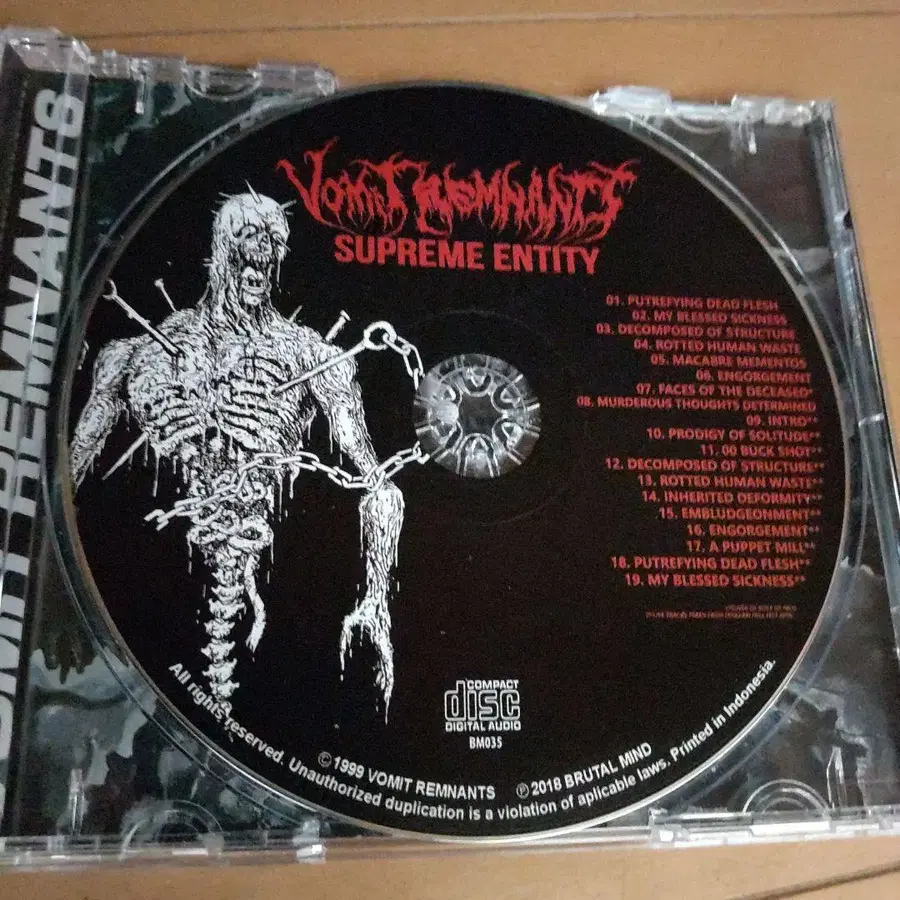 VOMIT REMNANTS
SUPREME ENTITY
01. PUTREFYING DEAD FLESH
02. MY BLESSED SICKNESS
03. DECOMPOSED OF STRUCTURE
04. ROTTED HUMAN WASTE
05. MACABRE MEMENTOS
06. ENGORGEMENT
07. FACES OF THE DECEASED*
08. MURDEROUS THOUGHTS DETERMINED
09. INTRO**
10. PRODIGY OF SOLITUDE**
11. 00 BUCK SHOT**
12. DECOMPOSED OF STRUCTURE**
13. ROTTED HUMAN WASTE**
14. INHERITED DEFORMITY**
15. EMBLUDGEONMENT**
16. ENGORGEMENT**
17. A PUPPET MILL**
18. PUTREFYING DEAD FLESH**
19. MY BLESSED SICKNESS**
COMPACT
disc
DIGITAL AUDIO
BM035
© 1999 VOMIT REMNANTS ℗ 2018 BRUTAL MIND
All rights reserved. Unauthorized duplication is a violation of aplicable laws. Printed in Indonesia.
REMNANTS
REMNANTS